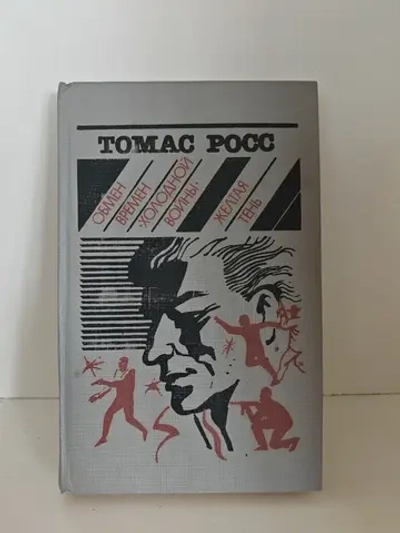 ТОМАС РОСС
ОБМЕН
ВРЕМЕН
«ХОЛОДНОЙ
ВОЙНЫ»
ЖЕЛТАЯ
ТЕНЬ